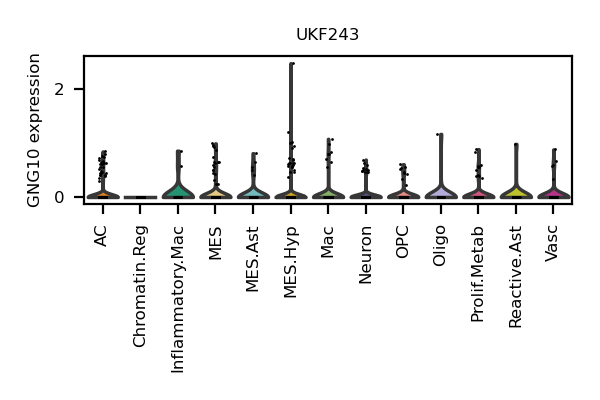 UKF243
GNG10 expression
2
0
AC
Chromatin.Reg
Inflammatory.Mac
MES
MES.Ast
MES.Hyp
Mac
Neuron
OPC
Oligo
Prolif.Metab
Reactive.Ast
Vasc